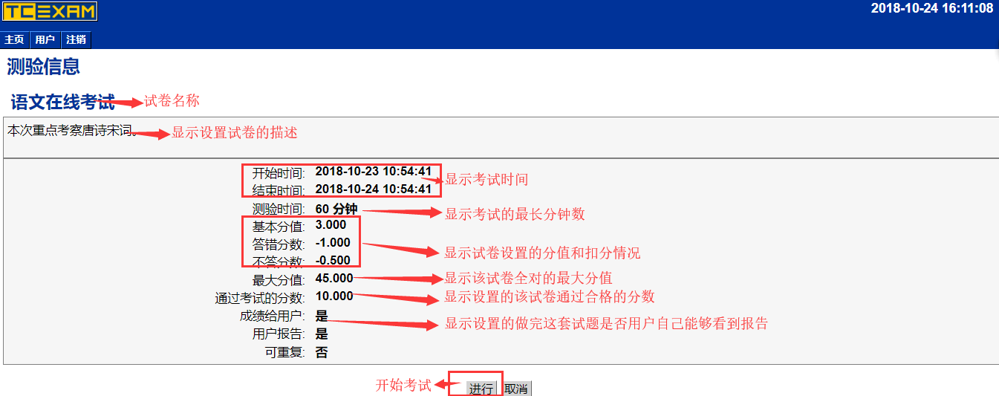 TCEXAM
2018-10-24 16:11:08
主页 用户 注销
测验信息
语文在线考试 试卷名称
本次重点考察唐诗宋词。 显示设置试卷的描述
开始时间: 2018-10-23 10:54:41
结束时间: 2018-10-24 10:54:41
显示考试时间
测验时间: 60 分钟 显示考试的最长分钟数
基本分值: 3.000
答错分数: -1.000
不答分数: -0.500
显示试卷设置的分值和扣分情况
最大分值: 45.000 显示该试卷全对的最大分值
通过考试的分数: 10.000 显示设置的该试卷通过合格的分数
成绩给用户: 是 显示设置的做完这套试题是否用户自己能够看到报告
用户报告: 是
可重复: 否
开始考试 进行 取消